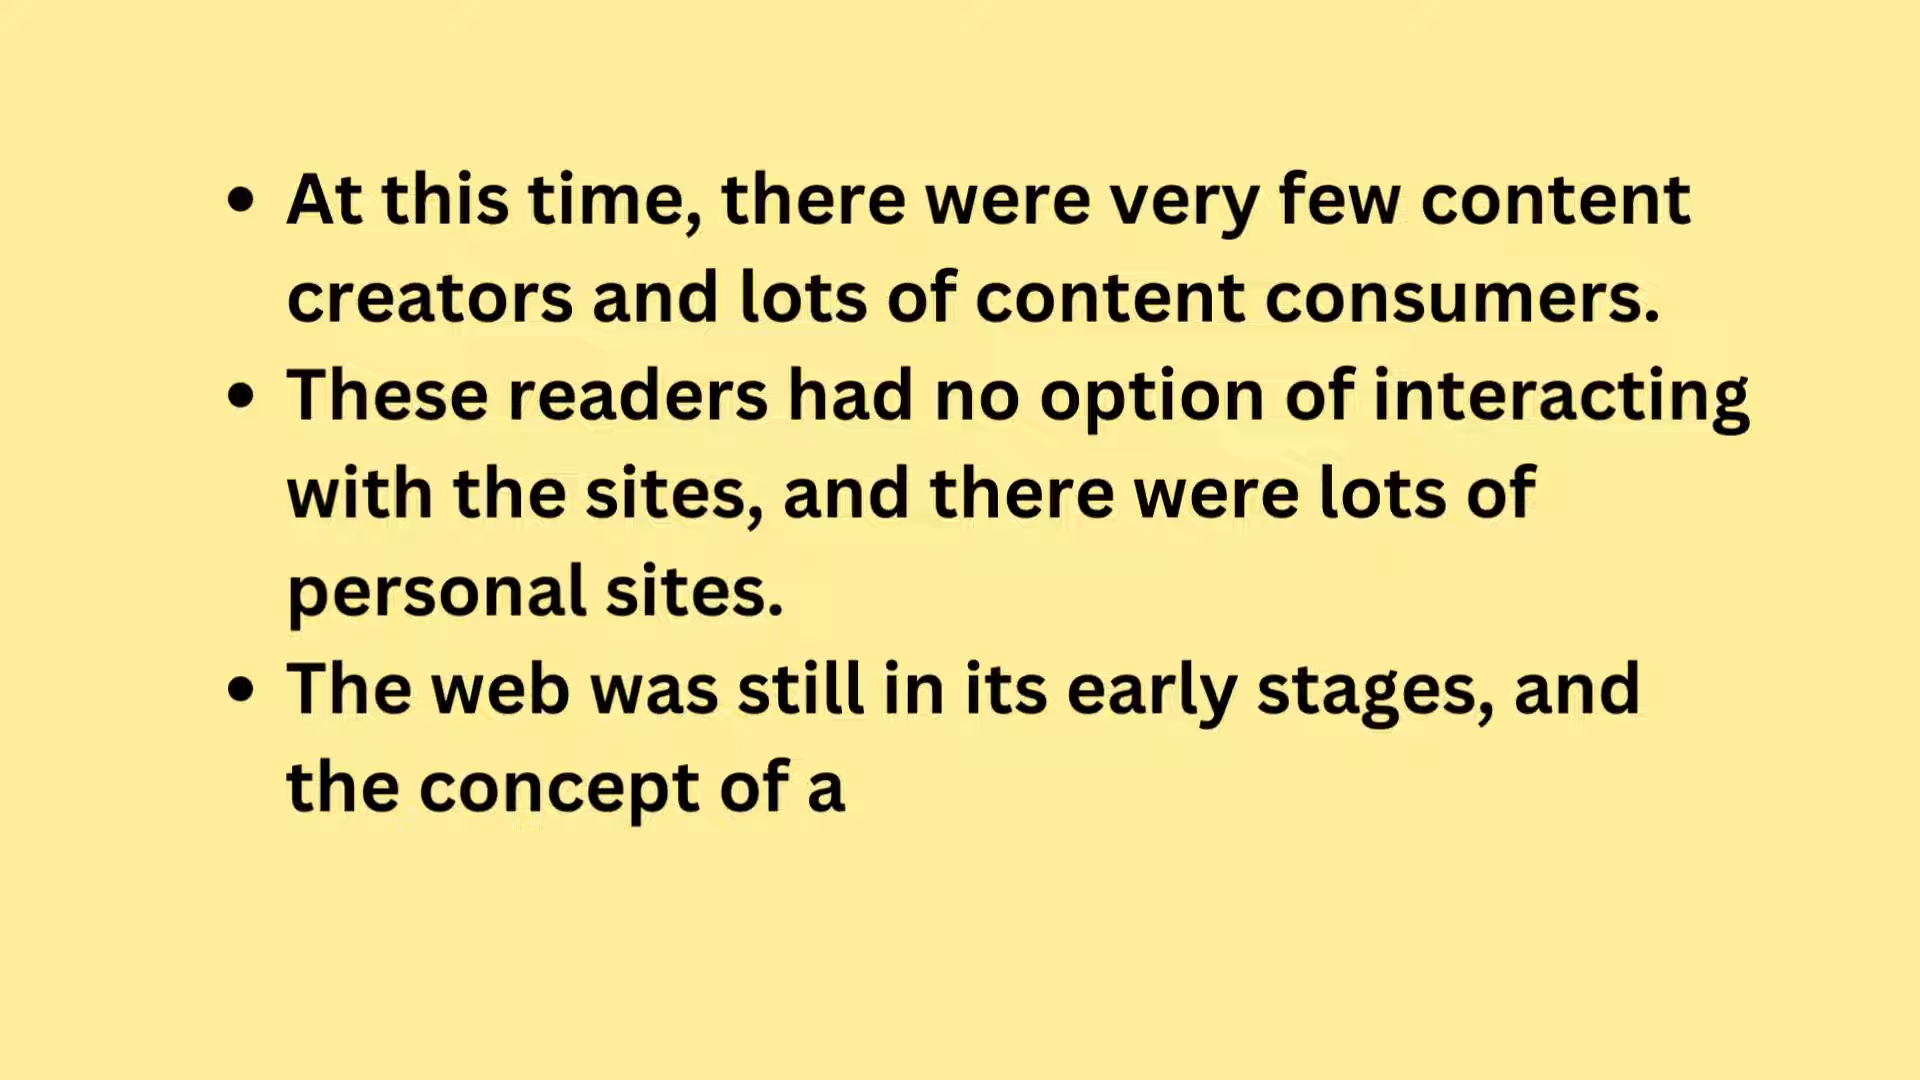 • At this time, there were very few content
creators and lots of content consumers.
• These readers had no option of interacting
with the sites, and there were lots of
personal sites.
• The web was still in its early stages, and
the concept of a